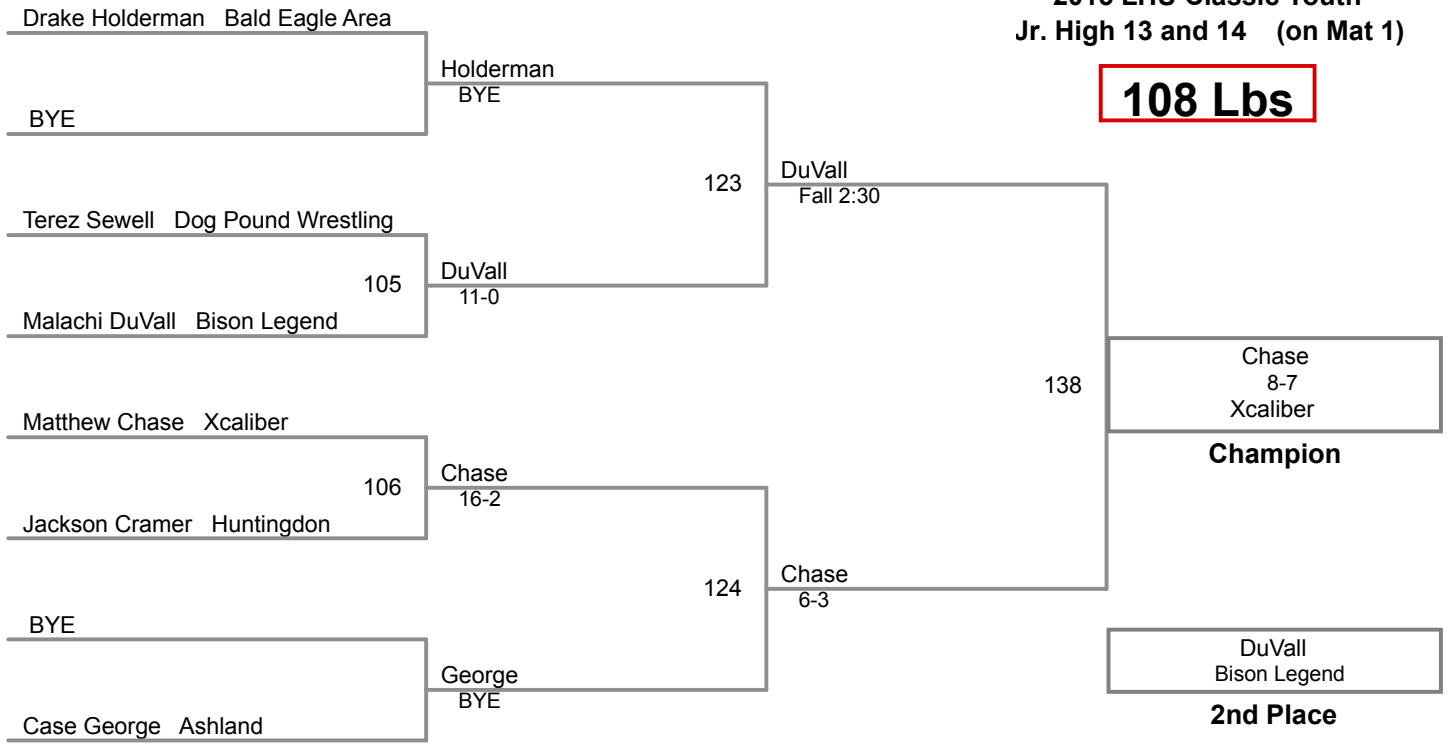 Jr. High 13 and 14 (on Mat 1)
108 Lbs
Drake Holderman Bald Eagle Area
BYE
Terez Sewell Dog Pound Wrestling
105
Malachi DuVall Bison Legend
Matthew Chase Xcaliber
106
Jackson Cramer Huntingdon
BYE
Case George Ashland
Holderman
BYE
123
DuVall
11-0
Chase
16-2
124
George
BYE
DuVall
Fall 2:30
138
Chase
6-3
Chase
8-7
Xcaliber
Champion
DuVall
Bison Legend
2nd Place